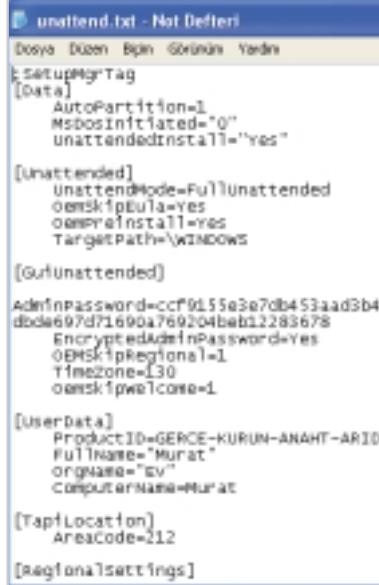 unattend.txt - Not Defteri
Dosya Düzen Biçim Görünüm Yardım
;SetupMgrTag
[Data]
AutoPartition=1
MsDosInitiated="0"
UnattendedInstall="Yes"
[Unattended]
UnattendMode=FullUnattended
OemSkipEula=Yes
OemPreinstall=Yes
TargetPath=\WINDOWS
[GuiUnattended]
AdminPassword=ccf9155e3e7db453aad3b4
dbde697d71690a769204beb12283678
EncryptedAdminPassword=Yes
OEMSkipRegional=1
TimeZone=130
OemSkipWelcome=1
[UserData]
ProductID=GERCE-KURUN-ANAHT-ARID
FullName="Murat"
OrgName="Ev"
ComputerName=Murat
[TapiLocation]
AreaCode=212
[RegionalSettings]